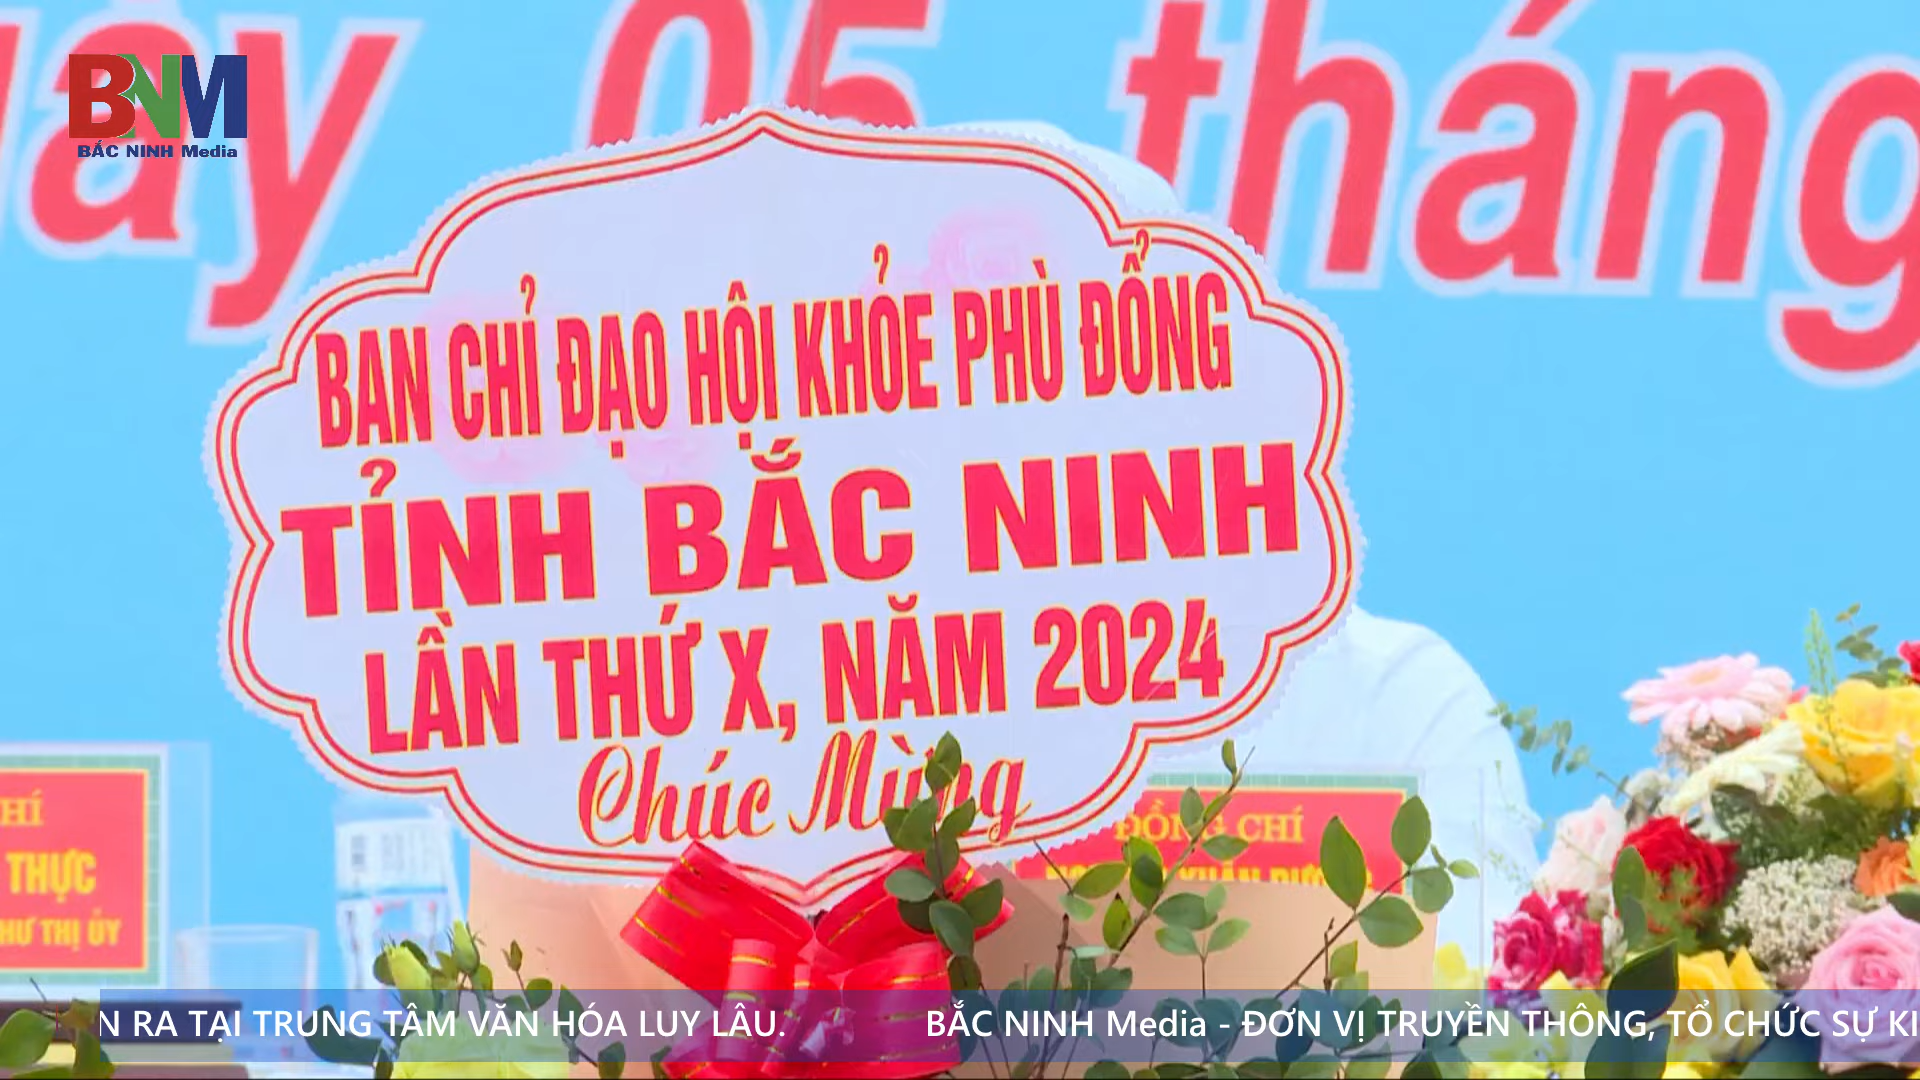 05 tháng
BNM
BẮC NINH Media
BAN CHỈ ĐẠO HỘI KHỎE PHÙ ĐỔNG
TỈNH BẮC NINH
LẦN THỨ X, NĂM 2024
Chúc Mừng
THỰC
THỊ ỦY
ĐỒNG CHÍ
RA TẠI TRUNG TÂM VĂN HÓA LUY LÂU.
BẮC NINH Media - ĐƠN VỊ TRUYỀN THÔNG, TỔ CHỨC SỰ KI